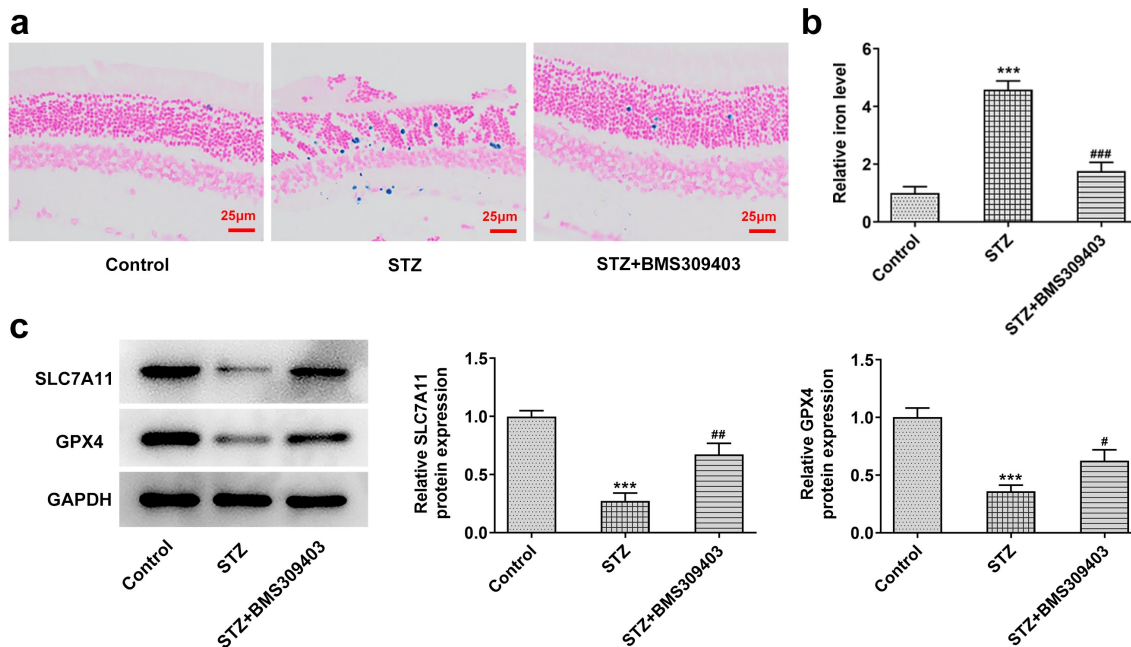 a
25μm
25μm
25μm
Control
STZ
STZ+BMS309403
b
Relative iron level
6
4
2
0
***
###
Control
STZ
STZ+BMS309403
c
SLC7A11
GPX4
GAPDH
Control
STZ
STZ+BMS309403
Relative SLC7A11
protein expression
1.5
1.0
0.5
0.0
***
##
Control
STZ
STZ+BMS309403
Relative GPX4
protein expression
1.5
1.0
0.5
0.0
***
#
Control
STZ
STZ+BMS309403